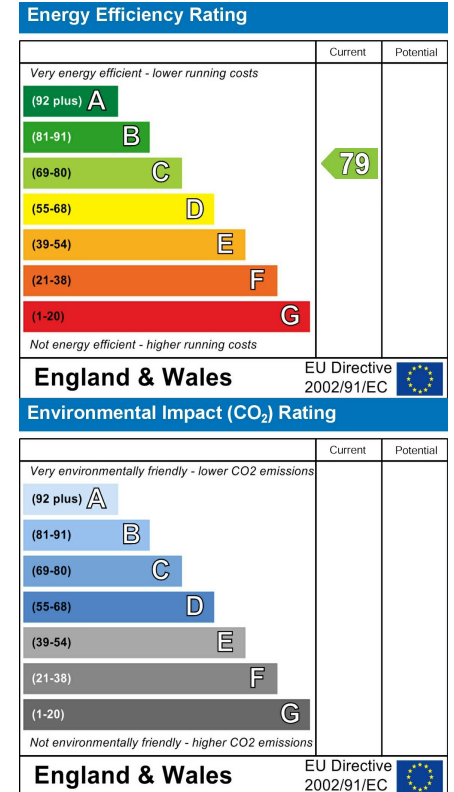 Energy Efficiency Rating
Current Potential
Very energy efficient - lower running costs
(92 plus) A
(81-91) B
(69-80) C
79
(55-68) D
(39-54) E
(21-38) F
(1-20) G
Not energy efficient - higher running costs
England & Wales
EU Directive
2002/91/EC
Environmental Impact (CO₂) Rating
Current Potential
Very environmentally friendly - lower CO2 emissions
(92 plus) A
(81-91) B
(69-80) C
(55-68) D
(39-54) E
(21-38) F
(1-20) G
Not environmentally friendly - higher CO2 emissions
England & Wales
EU Directive
2002/91/EC